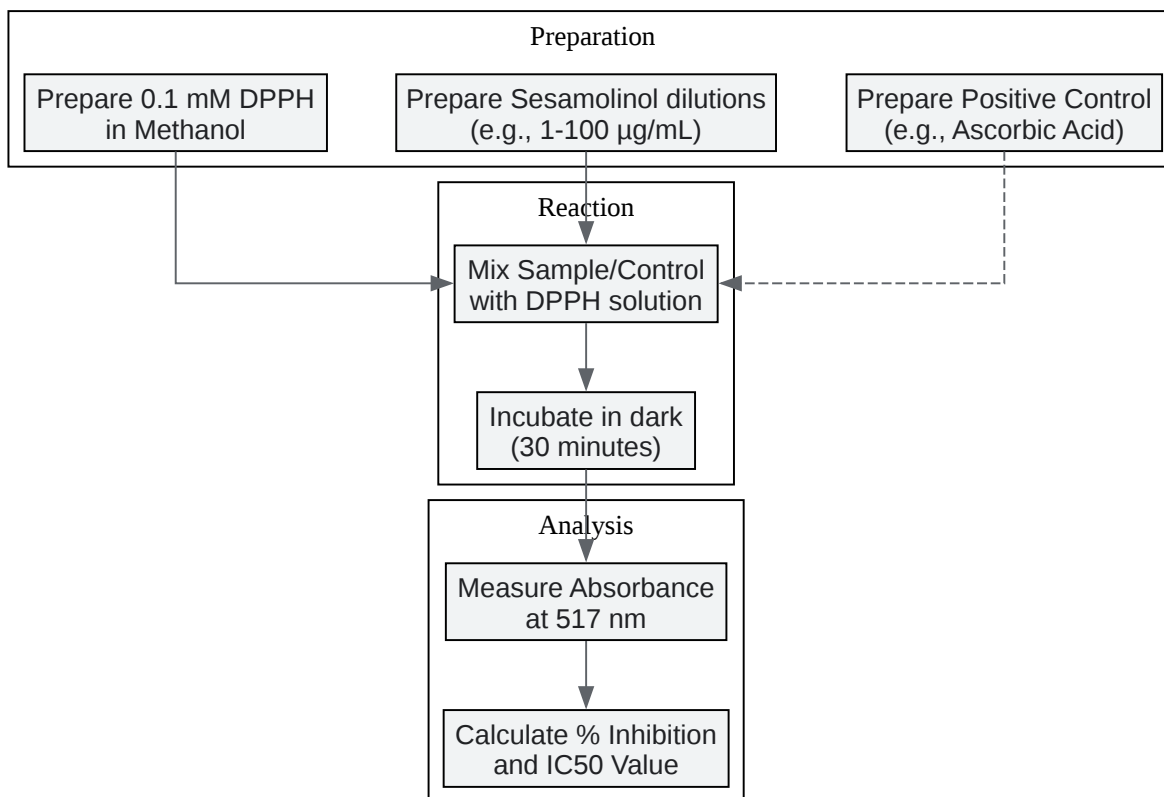 Preparation
Prepare 0.1 mM DPPH
in Methanol
Prepare Sesamolinol dilutions
(e.g., 1-100 µg/mL)
Prepare Positive Control
(e.g., Ascorbic Acid)
Reaction
Mix Sample/Control
with DPPH solution
Incubate in dark
(30 minutes)
Analysis
Measure Absorbance
at 517 nm
Calculate % Inhibition
and IC50 Value